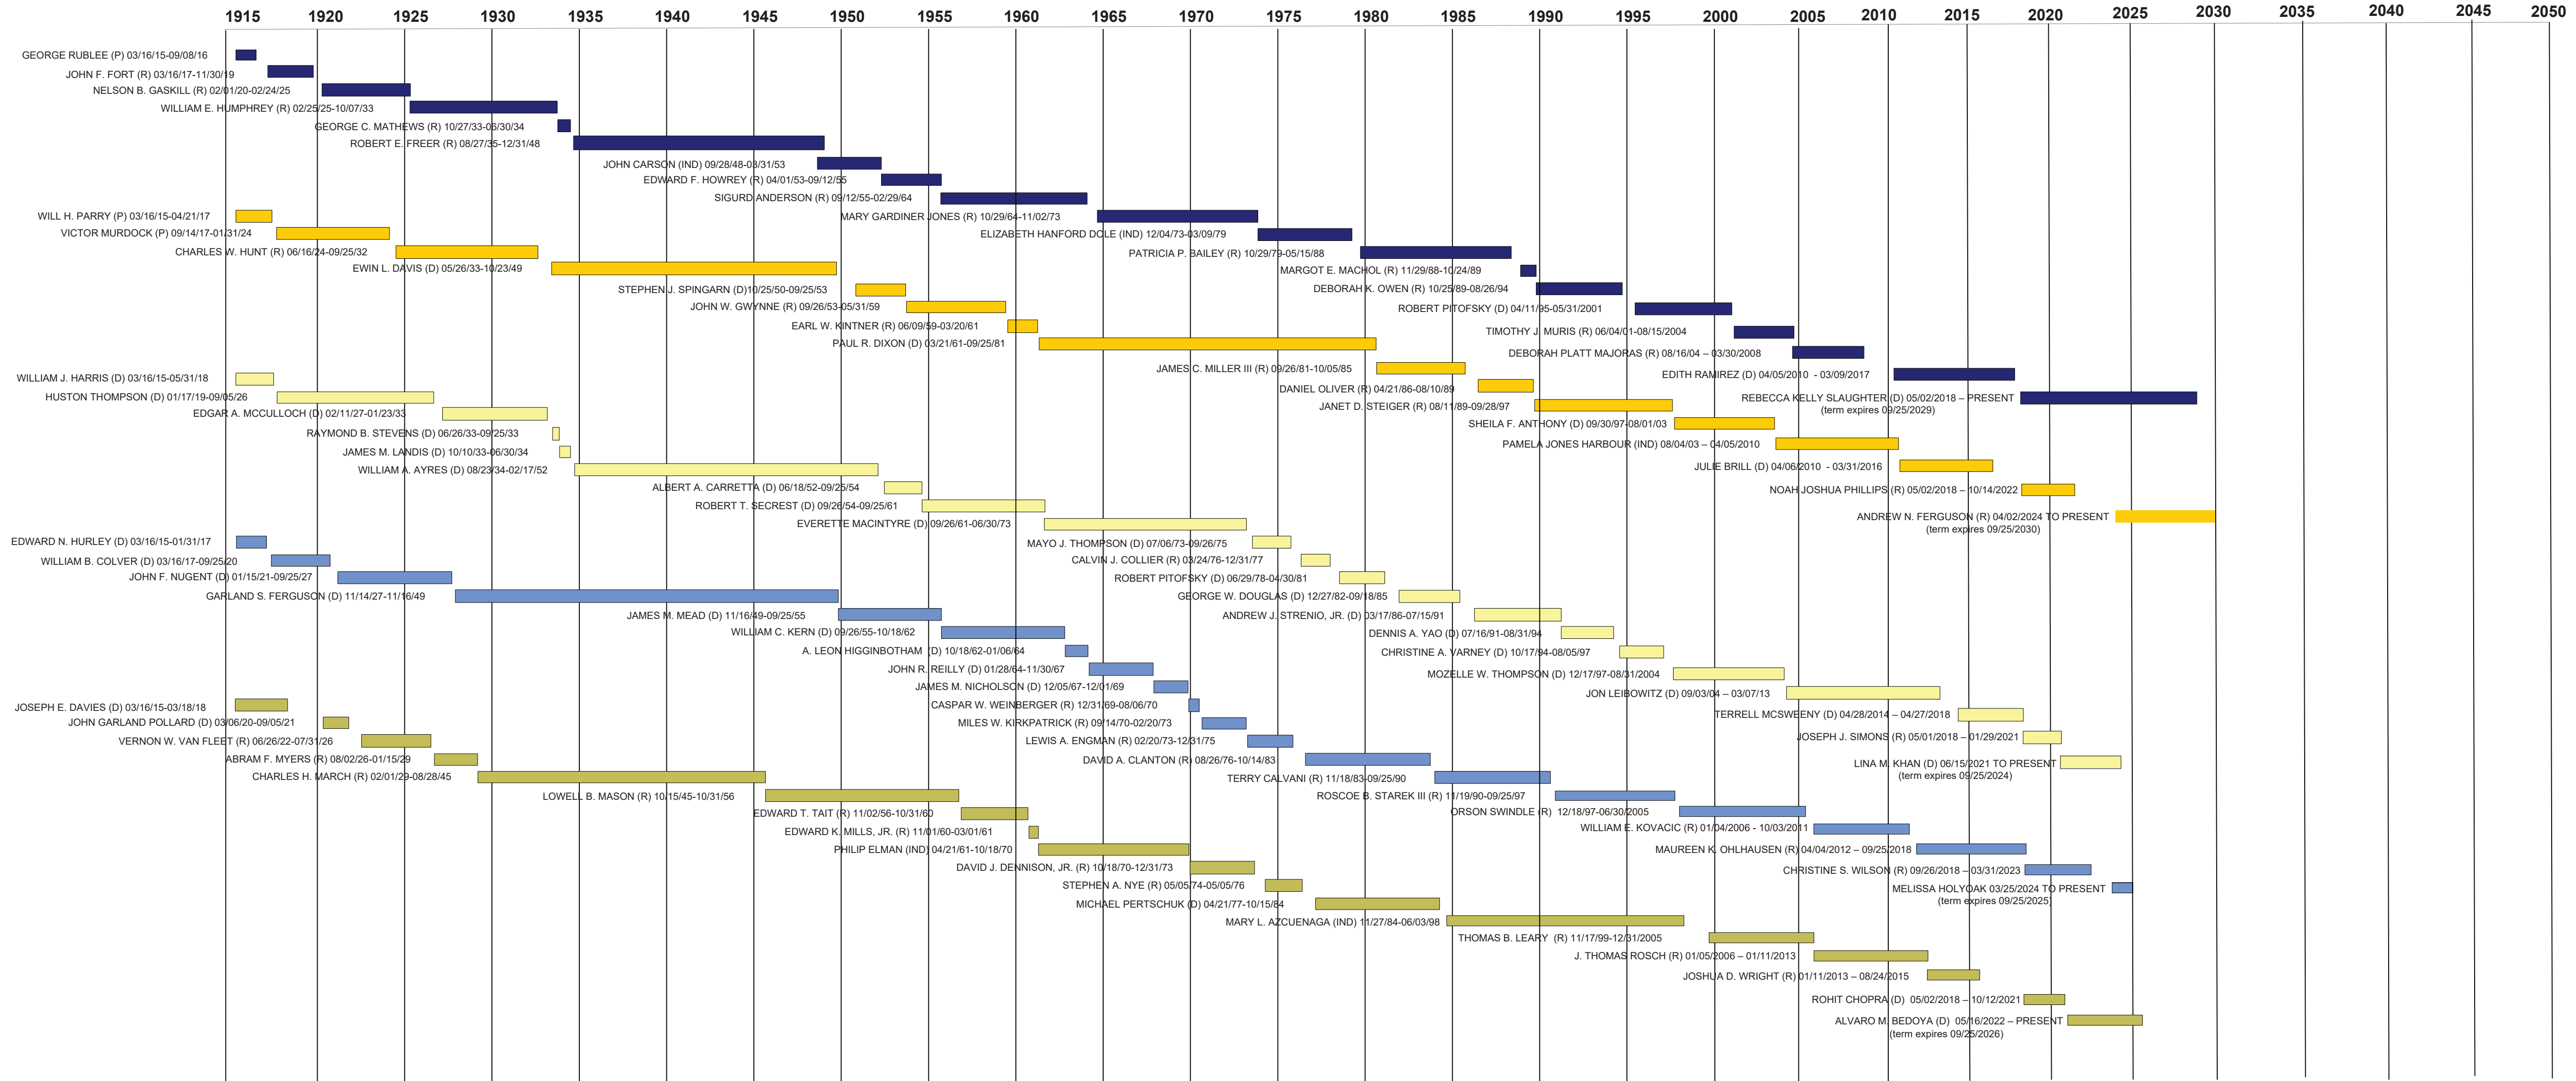 1915 1920 1925 1930 1935 1940 1945 1950 1955 1960 1965 1970 1975 1980 1985 1990 1995 2000 2005 2010 2015 2020 2025 2030 2035 2040 2045 2050
GEORGE RUBLEE (P) 03/16/15-09/08/16
JOHN F. FORT (R) 03/16/17-11/30/19
NELSON B. GASKILL (R) 02/01/20-02/24/25
WILLIAM E. HUMPHREY (R) 02/25/25-10/07/33
GEORGE C. MATHEWS (R) 10/27/33-06/30/34
ROBERT E. FREER (R) 08/27/35-12/31/48
JOHN CARSON (IND) 09/28/48-03/31/53
EDWARD F. HOWREY (R) 04/01/53-09/12/55
SIGURD ANDERSON (R) 09/12/55-02/29/64
MARY GARDINER JONES (R) 10/29/64-11/02/73
ELIZABETH HANFORD DOLE (IND) 12/04/73-03/09/79
PATRICIA P. BAILEY (R) 10/29/79-05/15/88
MARGOT E. MACHOL (R) 11/29/88-10/24/89
DEBORAH K. OWEN (R) 10/25/89-08/26/94
ROBERT PITOFSKY (D) 04/11/95-05/31/2001
TIMOTHY J. MURIS (R) 06/04/01-08/15/2004
DEBORAH PLATT MAJORAS (R) 08/16/04 – 03/30/2008
EDITH RAMIREZ (D) 04/05/2010 - 03/09/2017
REBECCA KELLY SLAUGHTER (D) 05/02/2018 – PRESENT
(term expires 09/25/2029)
WILL H. PARRY (P) 03/16/15-04/21/17
VICTOR MURDOCK (P) 09/14/17-01/31/24
CHARLES W. HUNT (R) 06/16/24-09/25/32
EWIN L. DAVIS (D) 05/26/33-10/23/49
STEPHEN J. SPINGARN (D)10/25/50-09/25/53
JOHN W. GWYNNE (R) 09/26/53-05/31/59
EARL W. KINTNER (R) 06/09/59-03/20/61
PAUL R. DIXON (D) 03/21/61-09/25/81
JAMES C. MILLER III (R) 09/26/81-10/05/85
DANIEL OLIVER (R) 04/21/86-08/10/89
JANET D. STEIGER (R) 08/11/89-09/28/97
SHEILA F. ANTHONY (D) 09/30/97-08/01/03
PAMELA JONES HARBOUR (IND) 08/04/03 – 04/05/2010
JULIE BRILL (D) 04/06/2010 - 03/31/2016
NOAH JOSHUA PHILLIPS (R) 05/02/2018 – 10/14/2022
ANDREW N. FERGUSON (R) 04/02/2024 TO PRESENT
(term expires 09/25/2030)
WILLIAM J. HARRIS (D) 03/16/15-05/31/18
HUSTON THOMPSON (D) 01/17/19-09/05/26
EDGAR A. MCCULLOCH (D) 02/11/27-01/23/33
RAYMOND B. STEVENS (D) 06/26/33-09/25/33
JAMES M. LANDIS (D) 10/10/33-06/30/34
WILLIAM A. AYRES (D) 08/23/34-02/17/52
ALBERT A. CARRETTA (D) 06/18/52-09/25/54
ROBERT T. SECREST (D) 09/26/54-09/25/61
EVERETTE MACINTYRE (D) 09/26/61-06/30/73
MAYO J. THOMPSON (D) 07/06/73-09/26/75
CALVIN J. COLLIER (R) 03/24/76-12/31/77
ROBERT PITOFSKY (D) 06/29/78-04/30/81
GEORGE W. DOUGLAS (D) 12/27/82-09/18/85
ANDREW J. STRENIO, JR. (D) 03/17/86-07/15/91
DENNIS A. YAO (D) 07/16/91-08/31/94
CHRISTINE A. VARNEY (D) 10/17/94-08/05/97
MOZELLE W. THOMPSON (D) 12/17/97-08/31/2004
JON LEIBOWITZ (D) 09/03/04 – 03/07/13
TERRELL MCSWEENY (D) 04/28/2014 – 04/27/2018
JOSEPH J. SIMONS (R) 05/01/2018 – 01/29/2021
LINA M. KHAN (D) 06/15/2021 TO PRESENT
(term expires 09/25/2024)
EDWARD N. HURLEY (D) 03/16/15-01/31/17
WILLIAM B. COLVER (D) 03/16/17-09/25/20
JOHN F. NUGENT (D) 01/15/21-09/25/27
GARLAND S. FERGUSON (D) 11/14/27-11/16/49
JAMES M. MEAD (D) 11/16/49-09/25/55
WILLIAM C. KERN (D) 09/26/55-10/18/62
A. LEON HIGGINBOTHAM (D) 10/18/62-01/06/64
JOHN R. REILLY (D) 01/28/64-11/30/67
JAMES M. NICHOLSON (D) 12/05/67-12/01/69
CASPAR W. WEINBERGER (R) 12/31/69-08/06/70
MILES W. KIRKPATRICK (R) 09/14/70-02/20/73
LEWIS A. ENGMAN (R) 02/20/73-12/31/75
DAVID A. CLANTON (R) 08/26/76-10/14/83
TERRY CALVANI (R) 11/18/83-09/25/90
ROSCOE B. STAREK III (R) 11/19/90-09/25/97
ORSON SWINDLE (R) 12/18/97-06/30/2005
WILLIAM E. KOVACIC (R) 01/04/2006 - 10/03/2011
MAUREEN K. OHLHAUSEN (R) 04/04/2012 – 09/25/2018
CHRISTINE S. WILSON (R) 09/26/2018 – 03/31/2023
MELISSA HOLYOAK 03/25/2024 TO PRESENT
(term expires 09/25/2025)
JOSEPH E. DAVIES (D) 03/16/15-03/18/18
JOHN GARLAND POLLARD (D) 03/06/20-09/05/21
VERNON W. VAN FLEET (R) 06/26/22-07/31/26
ABRAM F. MYERS (R) 08/02/26-01/15/29
CHARLES H. MARCH (R) 02/01/29-08/28/45
LOWELL B. MASON (R) 10/15/45-10/31/56
EDWARD T. TAIT (R) 11/02/56-10/31/60
EDWARD K. MILLS, JR. (R) 11/01/60-03/01/61
PHILIP ELMAN (IND) 04/21/61-10/18/70
DAVID J. DENNISON, JR. (R) 10/18/70-12/31/73
STEPHEN A. NYE (R) 05/05/74-05/05/76
MICHAEL PERTSCHUK (D) 04/21/77-10/15/84
MARY L. AZCUENAGA (IND) 11/27/84-06/03/98
THOMAS B. LEARY (R) 11/17/99-12/31/2005
J. THOMAS ROSCH (R) 01/05/2006 – 01/11/2013
JOSHUA D. WRIGHT (R) 01/11/2013 – 08/24/2015
ROHIT CHOPRA (D) 05/02/2018 – 10/12/2021
ALVARO M. BEDOYA (D) 05/16/2022 – PRESENT
(term expires 09/25/2026)